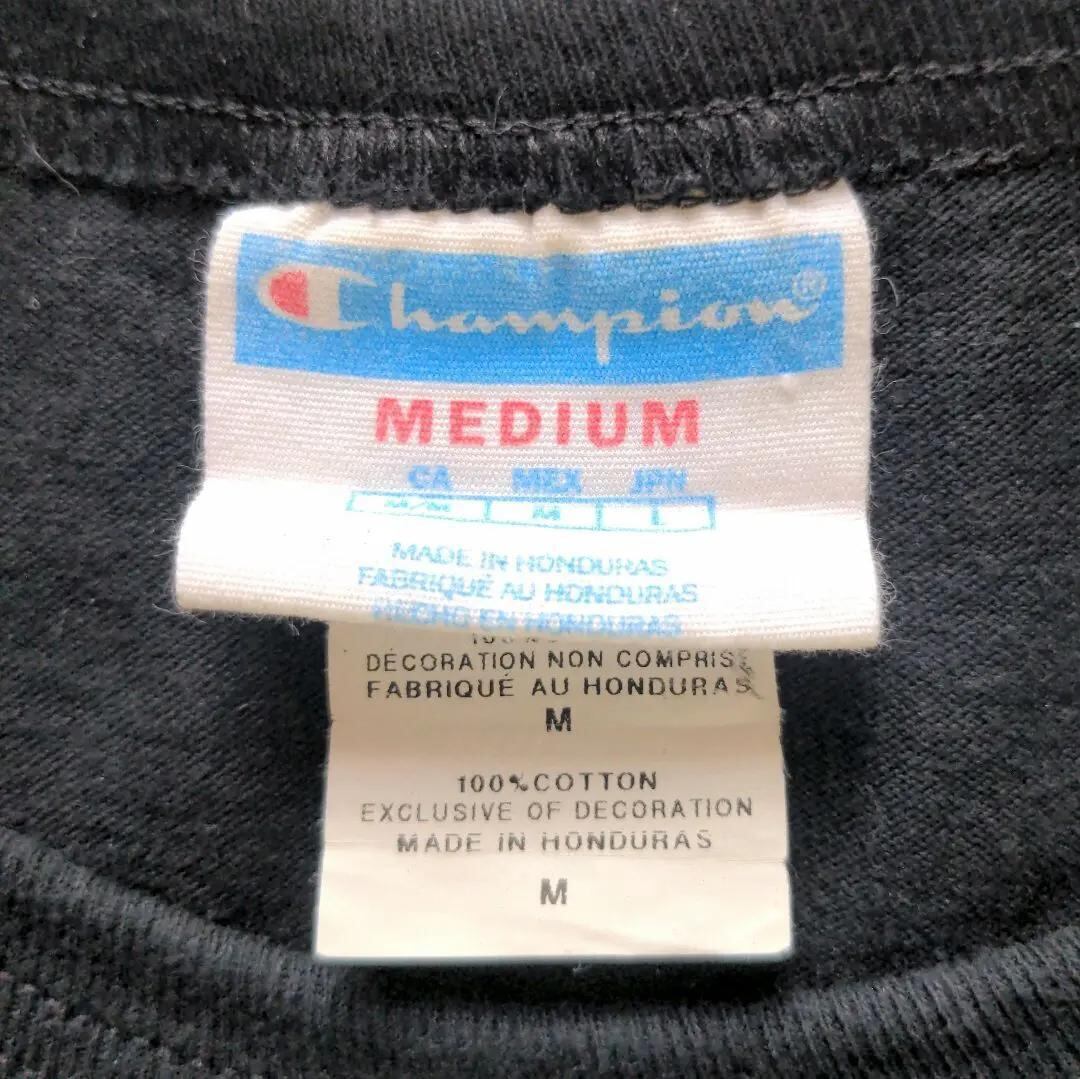 Champion®
MEDIUM
CA MEX JPN
M/M M L
MADE IN HONDURAS
FABRIQUÉ AU HONDURAS
HECHO EN HONDURAS
DÉCORATION NON COMPRISE
FABRIQUÉ AU HONDURAS
M
100%COTTON
EXCLUSIVE OF DECORATION
MADE IN HONDURAS
M